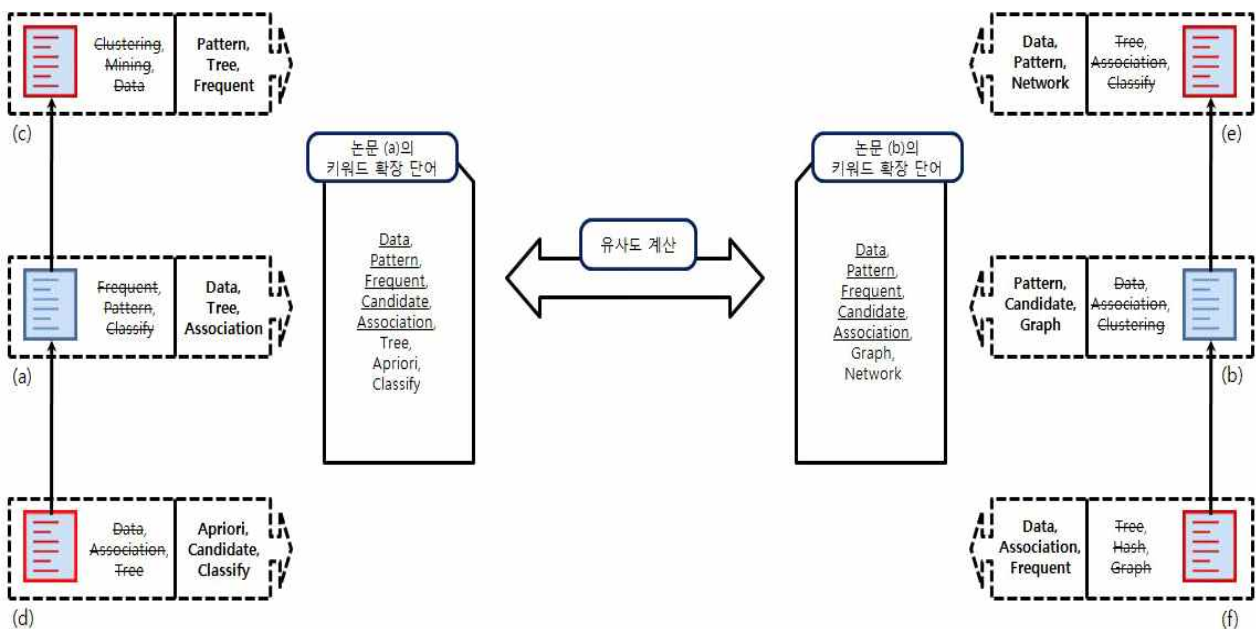 Clustering,
Mining,
Data
Pattern,
Tree,
Frequent
(c)
Data,
Pattern,
Network
Tree,
Association,
Classify
(e)
논문 (a)의
키워드 확장 단어
Data,
Pattern,
Frequent,
Candidate,
Association,
Tree,
Apriori,
Classify
유사도 계산
논문 (b)의
키워드 확장 단어
Data,
Pattern,
Frequent,
Candidate,
Association,
Graph,
Network
Frequent,
Pattern,
Classify
Data,
Tree,
Association
(a)
Pattern,
Candidate,
Graph
Data,
Association,
Clustering
(b)
Data,
Association,
Tree
Apriori,
Candidate,
Classify
(d)
Data,
Association,
Frequent
Tree,
Hash,
Graph
(f)